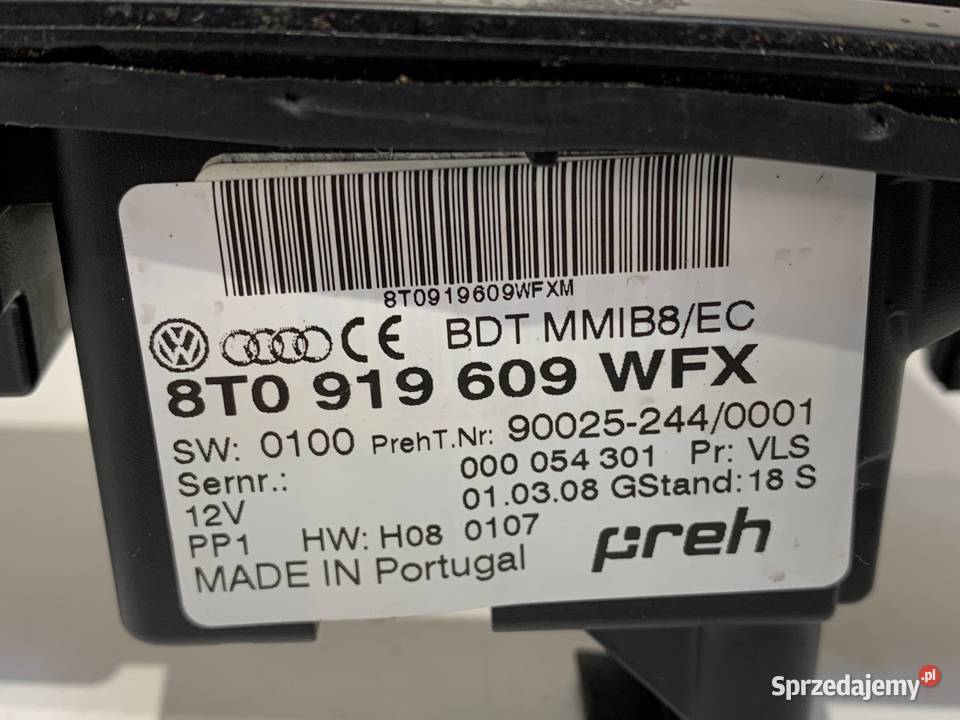 8T0919609WFXM
BDT MMIB8/EC
8T0 919 609 WFX
SW: 0100 PrehT.Nr: 90025-244/0001
Sernr.: 000 054 301 Pr: VLS
12V 01.03.08 GStand: 18 S
PP1 HW: H08 0107
MADE IN Portugal
preh
Sprzedajemy.pl